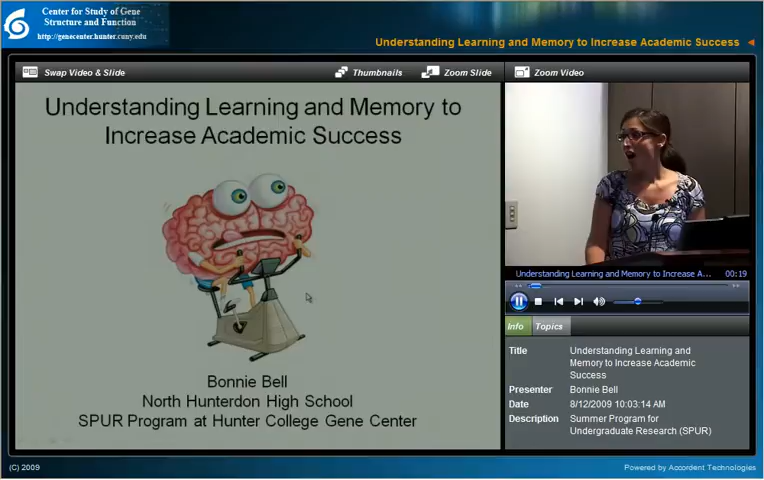 Center for Study of Gene
Structure and Function
http://genecenter.hunter.cuny.edu
Understanding Learning and Memory to Increase Academic Success
Swap Video & Slide
Thumbnails
Zoom Slide
Zoom Video
Understanding Learning and Memory to
Increase Academic Success
Bonnie Bell
North Hunterdon High School
SPUR Program at Hunter College Gene Center
Understanding Learning and Memory to Increase A... 00:19
Info
Topics
Title Understanding Learning and
Memory to Increase Academic
Success
Presenter Bonnie Bell
Date 8/12/2009 10:03:14 AM
Description Summer Program for
Undergraduate Research (SPUR)
(C) 2009
Powered by Accordent Technologies